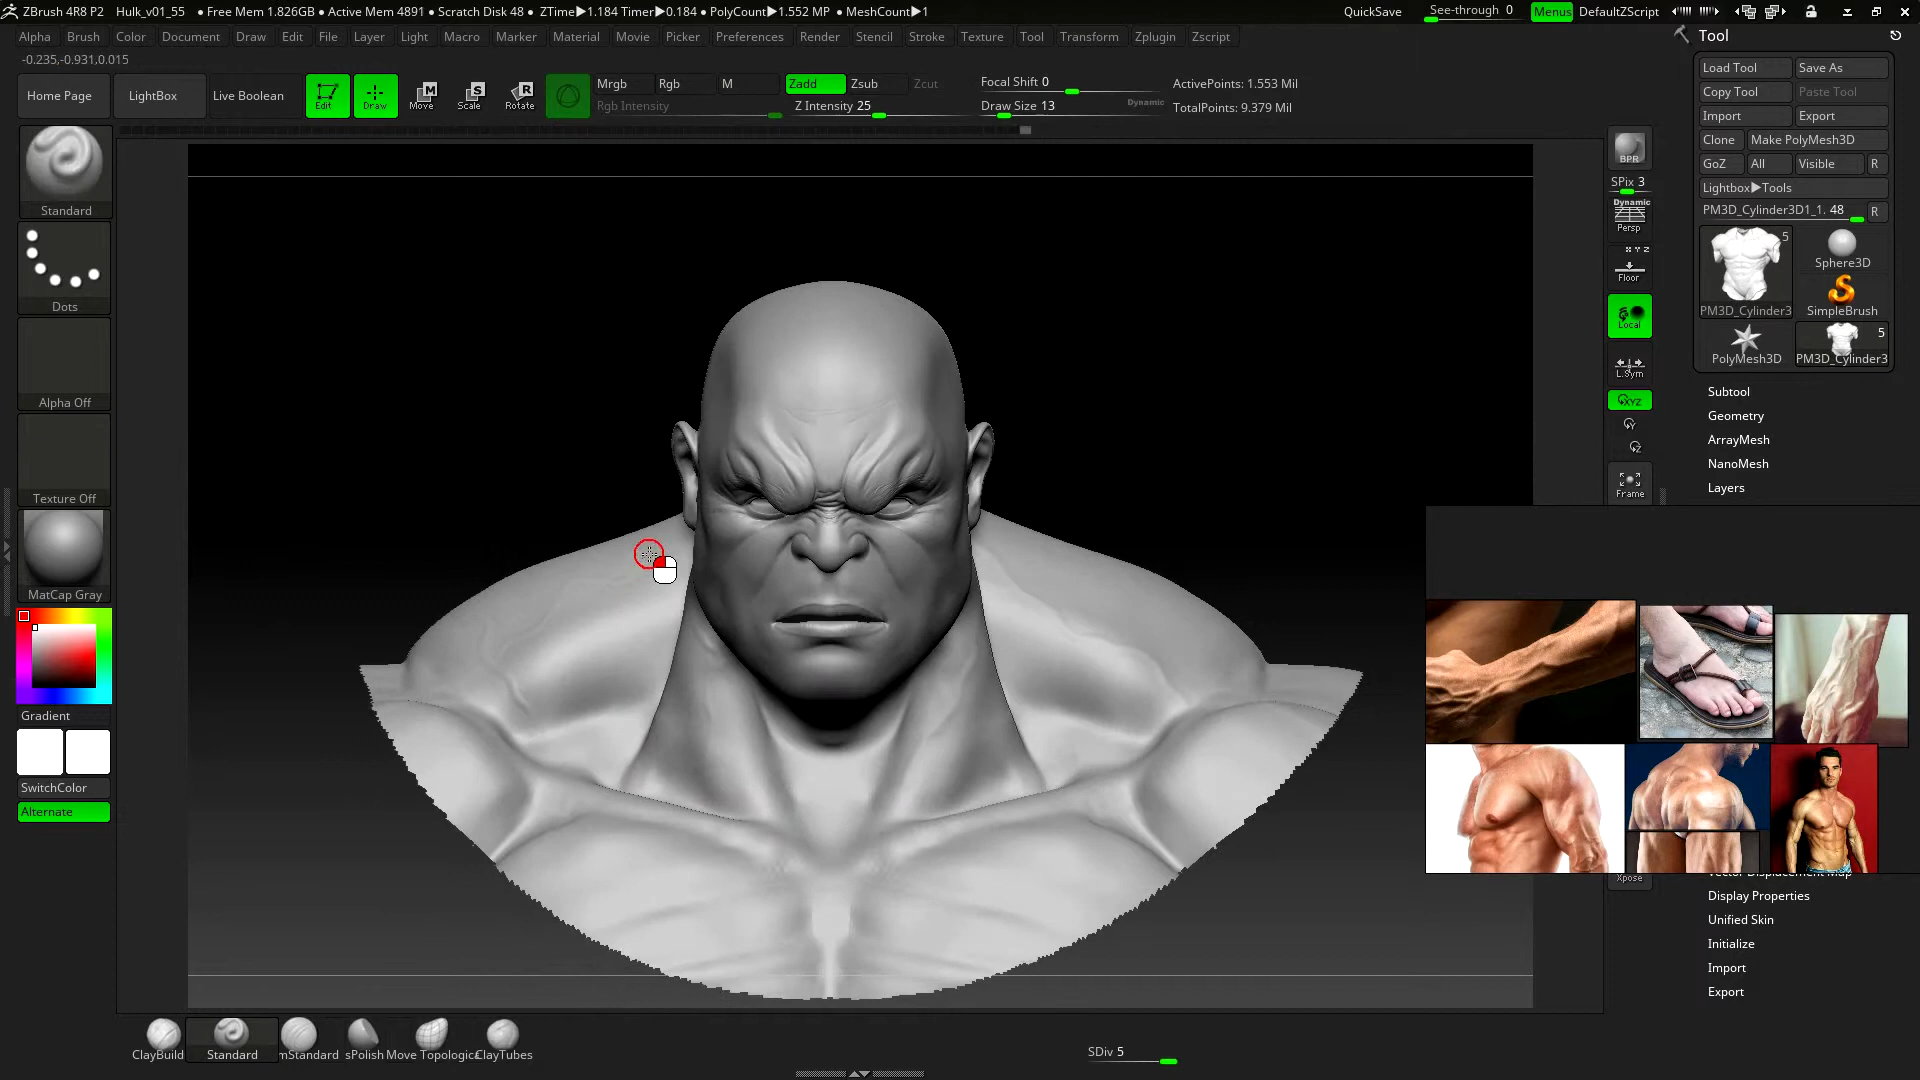 ZBrush 4R8 P2 Hulk_v01_55 • Free Mem 1.826GB • Active Mem 4891 • Scratch Disk 48 • ZTime▶1.184 Timer▶0.184 • PolyCount▶1.552 MP • MeshCount▶1 QuickSave See-through 0 Menus DefaultZScript
Alpha Brush Color Document Draw Edit File Layer Light Macro Marker Material Movie Picker Preferences Render Stencil Stroke Texture Tool Transform Zplugin Zscript
-0.235,-0.931,0.015
Home Page LightBox Live Boolean Edit Draw Move Scale Rotate
M S R
Mrgb Rgb M Zadd Zsub Zcut Focal Shift 0 ActivePoints: 1.553 Mil
Rgb Intensity Z Intensity 25 Draw Size 13 Dynamic TotalPoints: 9.379 Mil
Standard
Dots
Alpha Off
Texture Off
MatCap Gray
Gradient
SwitchColor
Alternate
BPR
SPix 3
Dynamic
Persp
X Y Z
Floor
Local
L.Sym
XYZ
Y
Z
Frame
Xpose
Tool
Load Tool Save As
Copy Tool Paste Tool
Import Export
Clone Make PolyMesh3D
GoZ All Visible R
Lightbox▶Tools
PM3D_Cylinder3D1_1. 48 R
5
Sphere3D
PM3D_Cylinder3 SimpleBrush
5
PolyMesh3D PM3D_Cylinder3
Subtool
Geometry
ArrayMesh
NanoMesh
Layers
Vector Displacement Map
Display Properties
Unified Skin
Initialize
Import
Export
ClayBuild Standard mStandard sPolish Move Topologica ClayTubes
SDiv 5